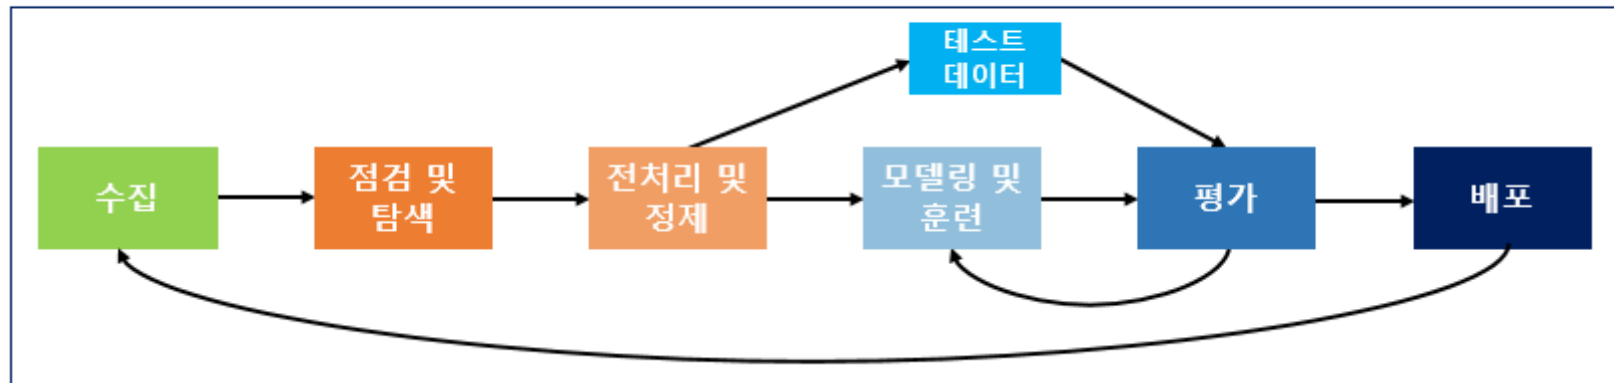 테스트
데이터
수집
점검 및
탐색
전처리 및
정제
모델링 및
훈련
평가
배포